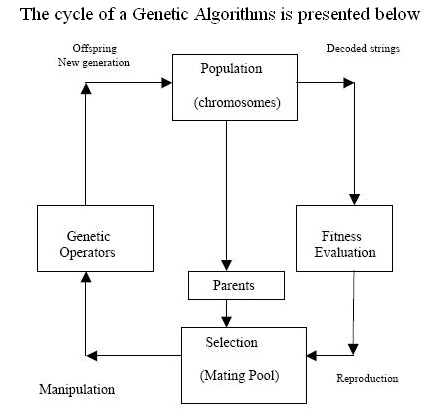 The cycle of a Genetic Algorithms is presented below
Offspring
New generation
Decoded strings
Population
(chromosomes)
Genetic
Operators
Fitness
Evaluation
Parents
Selection
(Mating Pool)
Manipulation
Reproduction